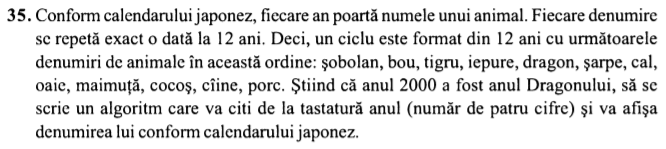 35. Conform calendarului japonez, fiecare an poartă numele unui animal. Fiecare denumire
se repetă exact o dată la 12 ani. Deci, un ciclu este format din 12 ani cu următoarele
denumiri de animale în această ordine: şobolan, bou, tigru, iepure, dragon, şarpe, cal,
oaie, maimuţă, cocoş, cîine, porc. Ştiind că anul 2000 a fost anul Dragonului, să se
scrie un algoritm care va citi de la tastatură anul (număr de patru cifre) şi va afişa
denumirea lui conform calendarului japonez.